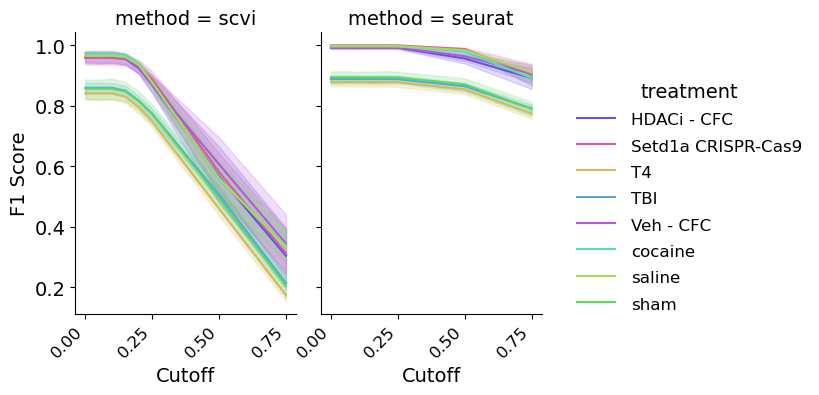 method = scvi
method = seurat
F1 Score
1.0
0.8
0.6
0.4
0.2
0.00
0.25
0.50
0.75
Cutoff
0.00
0.25
0.50
0.75
Cutoff
treatment
HDACi - CFC
Setd1a CRISPR-Cas9
T4
TBI
Veh - CFC
cocaine
saline
sham